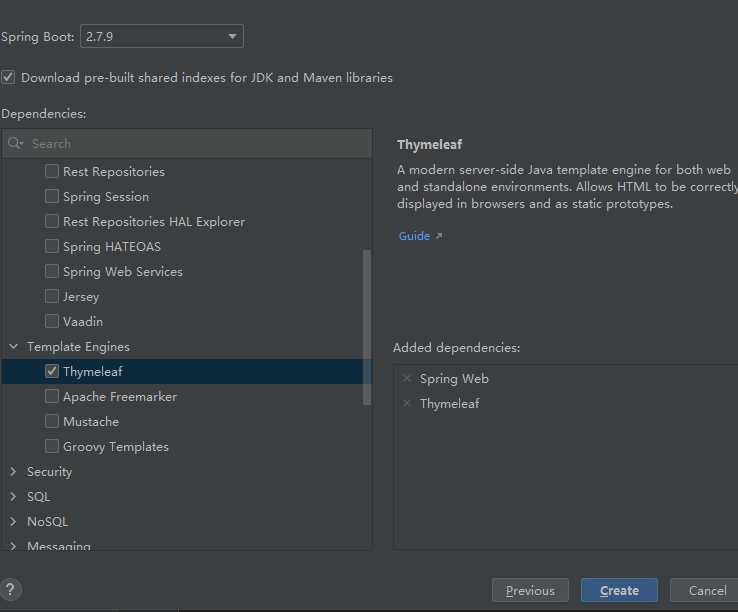 Spring Boot: 2.7.9
Download pre-built shared indexes for JDK and Maven libraries
Dependencies:
Search
Rest Repositories
Spring Session
Rest Repositories HAL Explorer
Spring HATEOAS
Spring Web Services
Jersey
Vaadin
Template Engines
Thymeleaf
Apache Freemarker
Mustache
Groovy Templates
Security
SQL
NoSQL
Messaging
Thymeleaf
A modern server-side Java template engine for both web
and standalone environments. Allows HTML to be correctly
displayed in browsers and as static prototypes.
Guide ↗
Added dependencies:
× Spring Web
× Thymeleaf
? Previous Create Cancel